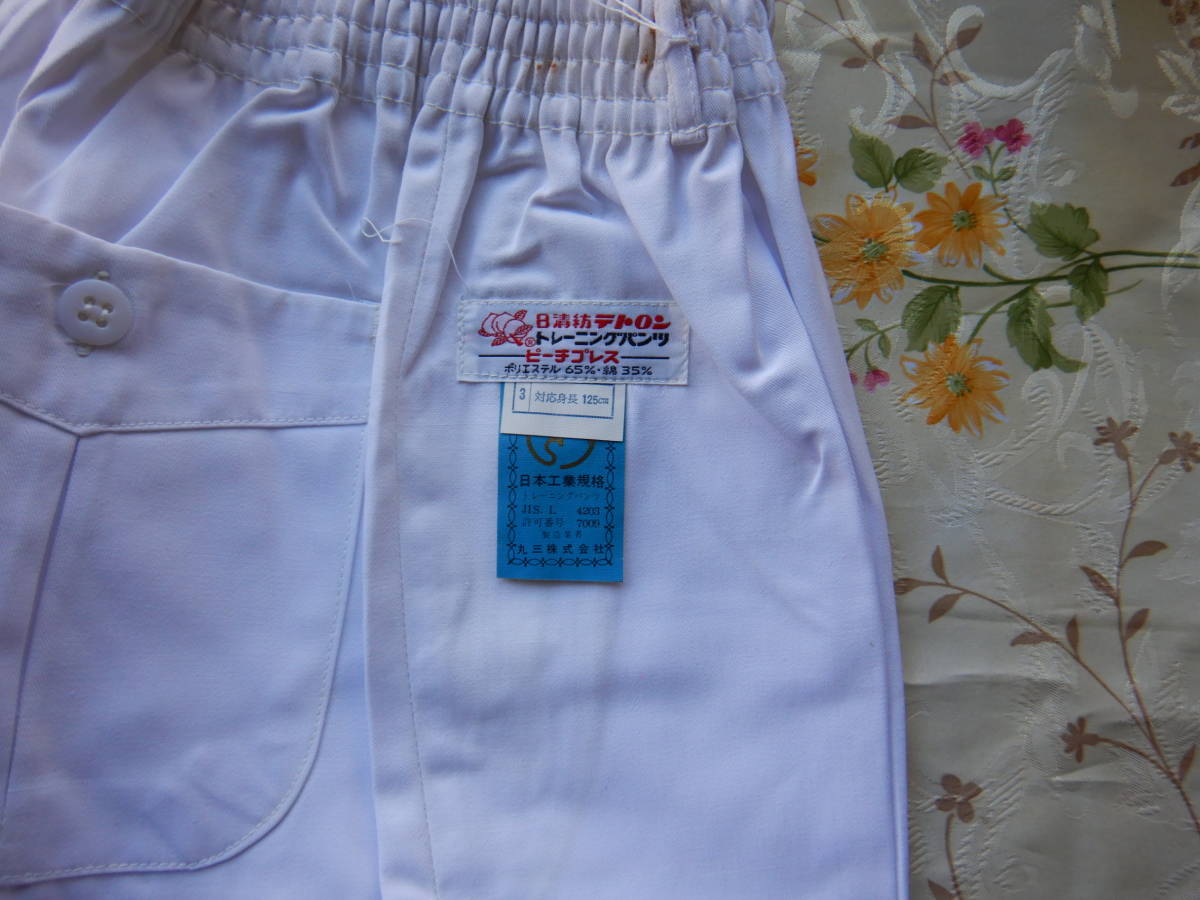 日清紡テトロン
®トレーニングパンツ
ピーチプレス
ポリエステル 65%・綿 35%
3 対応身長 125cm
日本工業規格
トレーニングパンツ
JIS. L 4203
許可番号 7009
製造業者
丸三株式会社